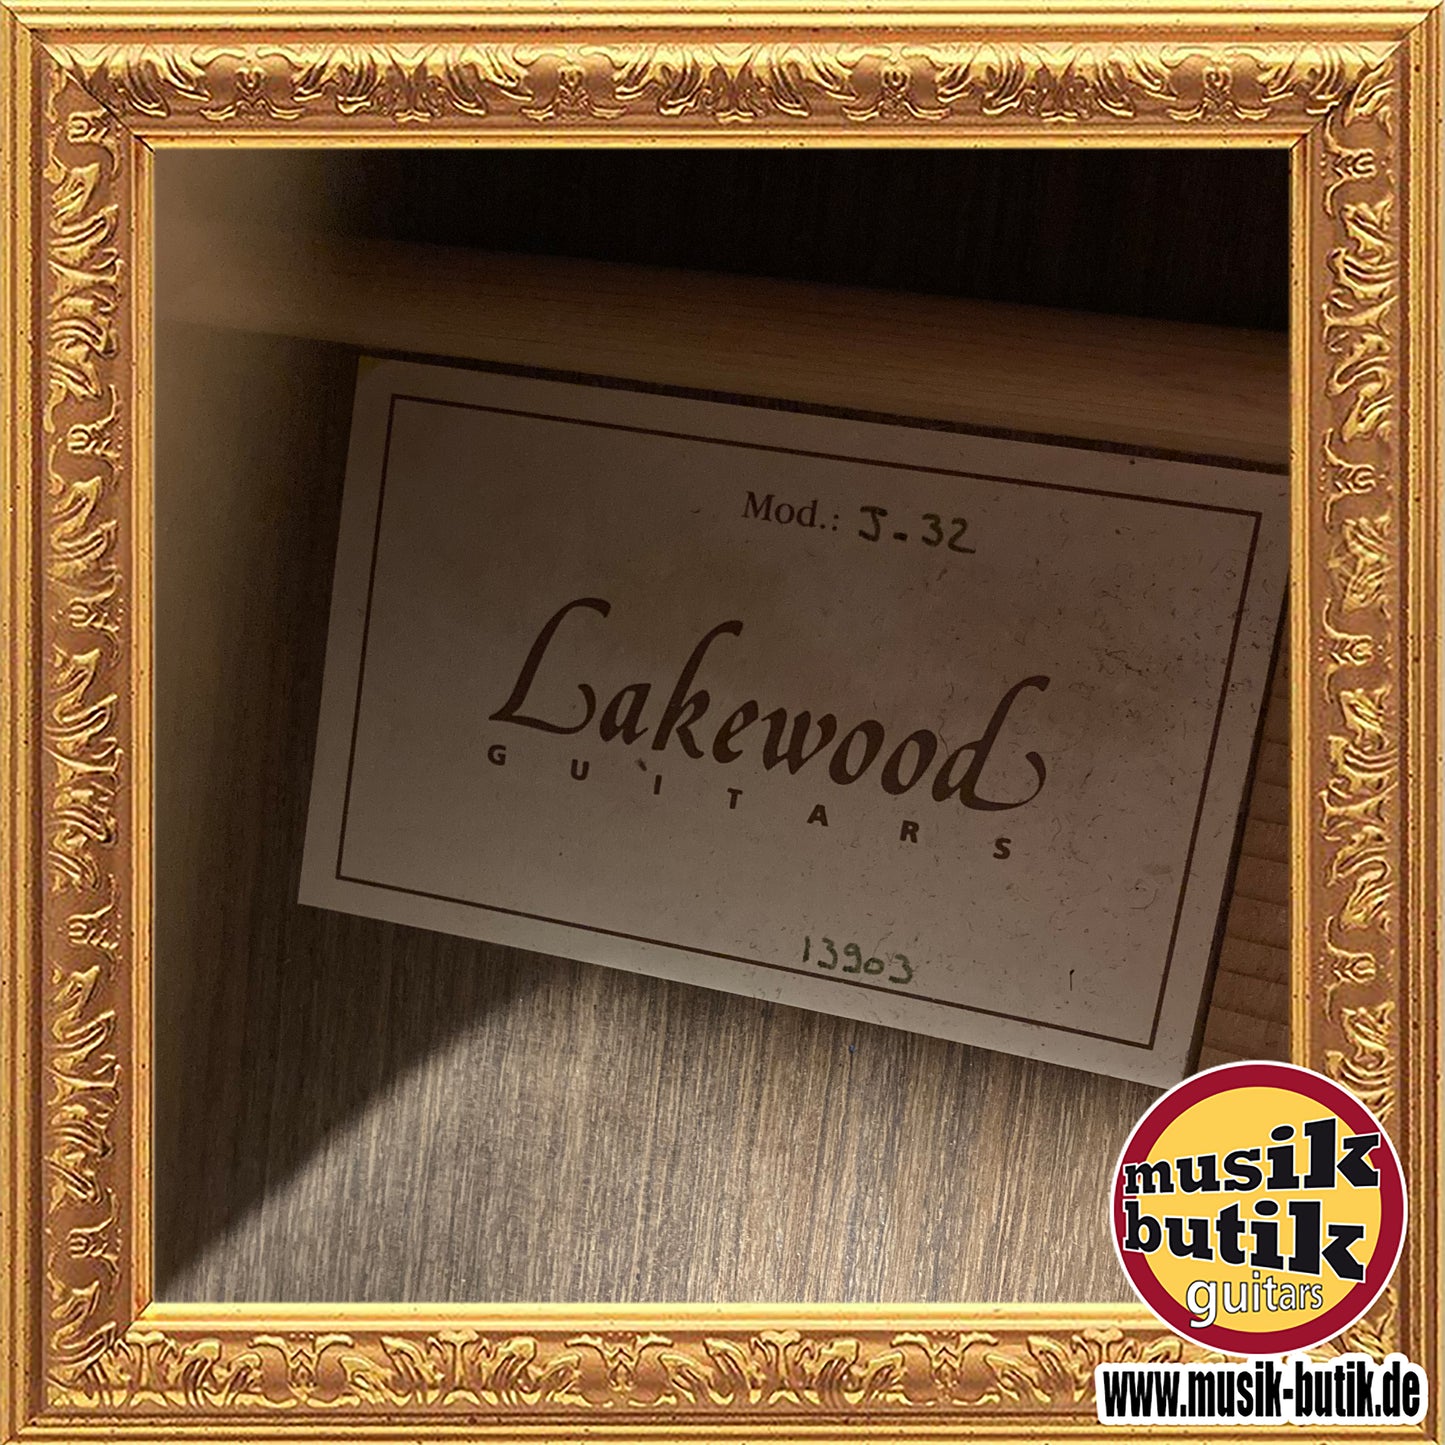 Mod.: J-32
Lakewood
GUITARS
13903
musik
butik
guitars
www.musik-butik.de